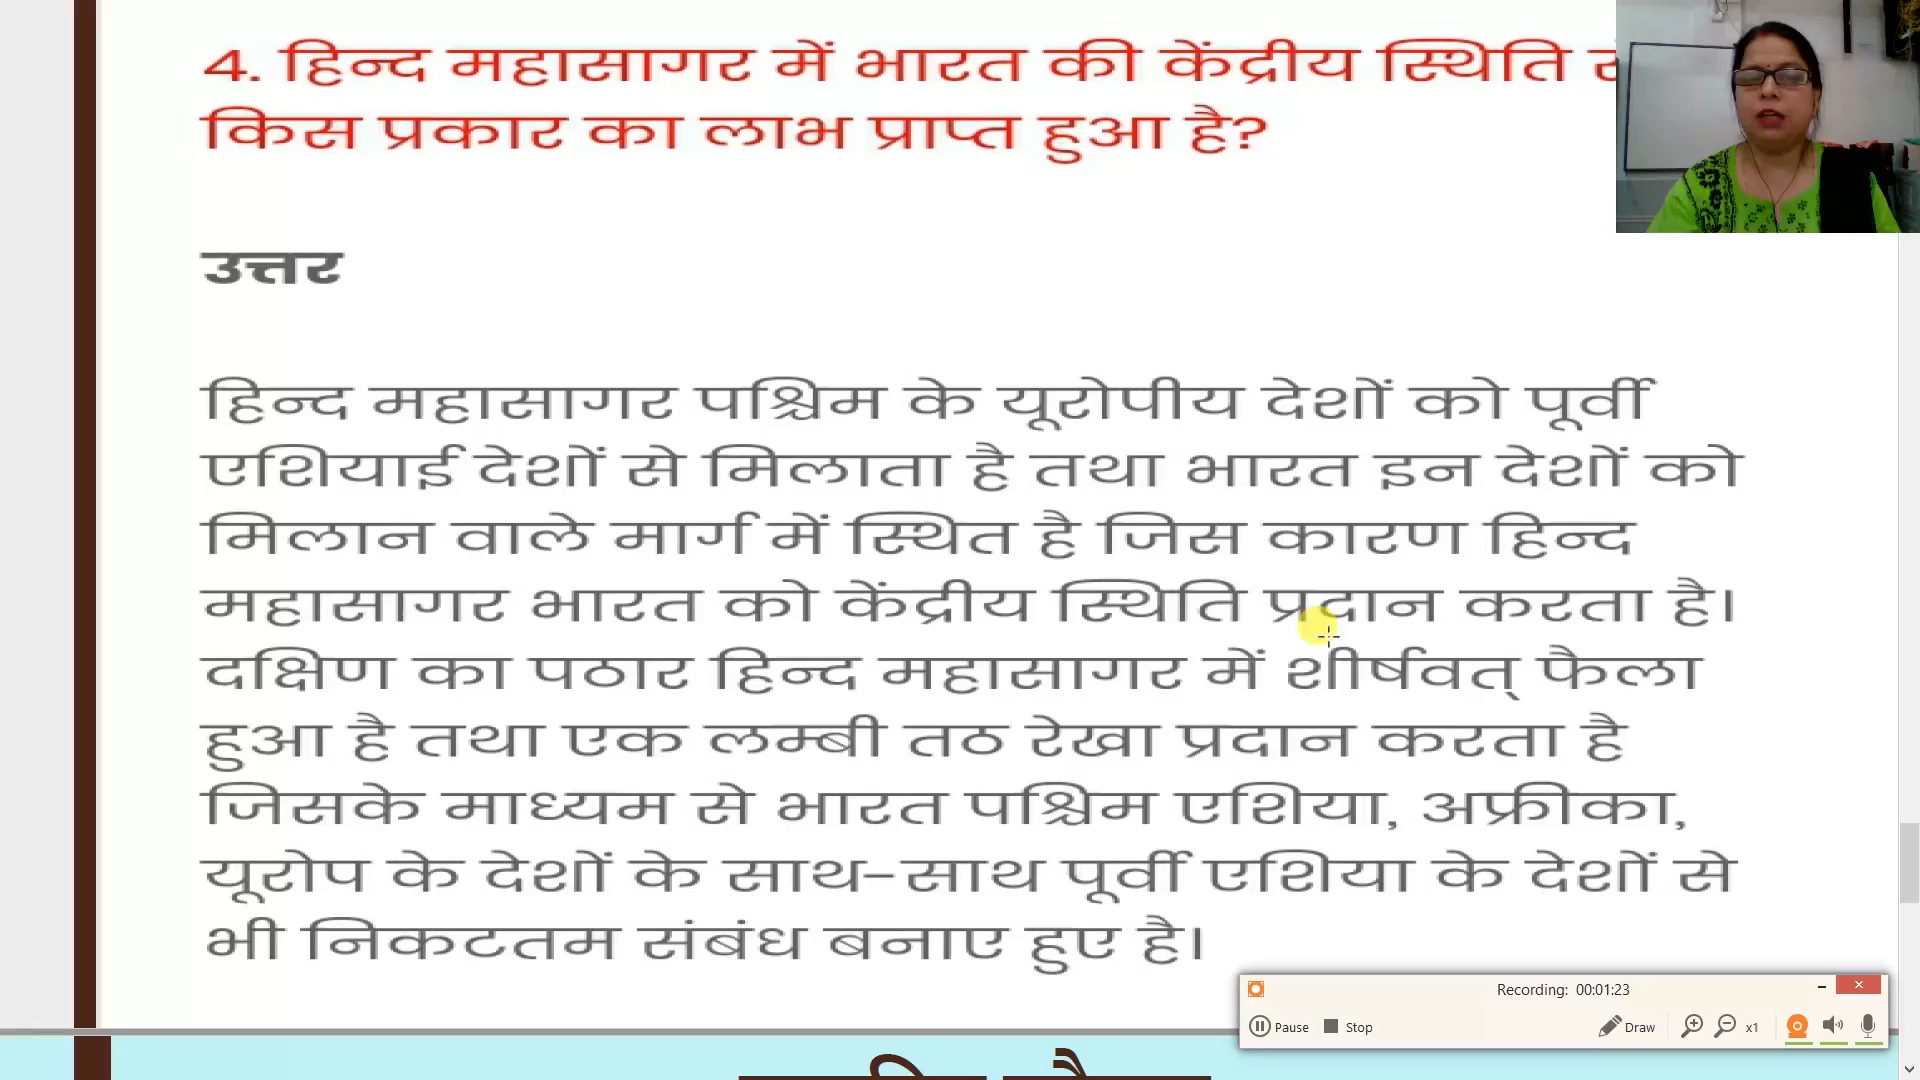 4. हिन्द महासागर में भारत की केंद्रीय स्थिति
किस प्रकार का लाभ प्राप्त हुआ है?
उत्तर
हिन्द महासागर पश्चिम के यूरोपीय देशों को पूर्वी
एशियाई देशों से मिलाता है तथा भारत इन देशों को
मिलान वाले मार्ग में स्थित है जिस कारण हिन्द
महासागर भारत को केंद्रीय स्थिति प्रदान करता है।
दक्षिण का पठार हिन्द महासागर में शीर्षवत् फैला
हुआ है तथा एक लम्बी तठ रेखा प्रदान करता है
जिसके माध्यम से भारत पश्चिम एशिया, अफ्रीका,
यूरोप के देशों के साथ-साथ पूर्वी एशिया के देशों से
भी निकटतम संबंध बनाए हुए है।
Recording: 00:01:23
Pause Stop Draw x1